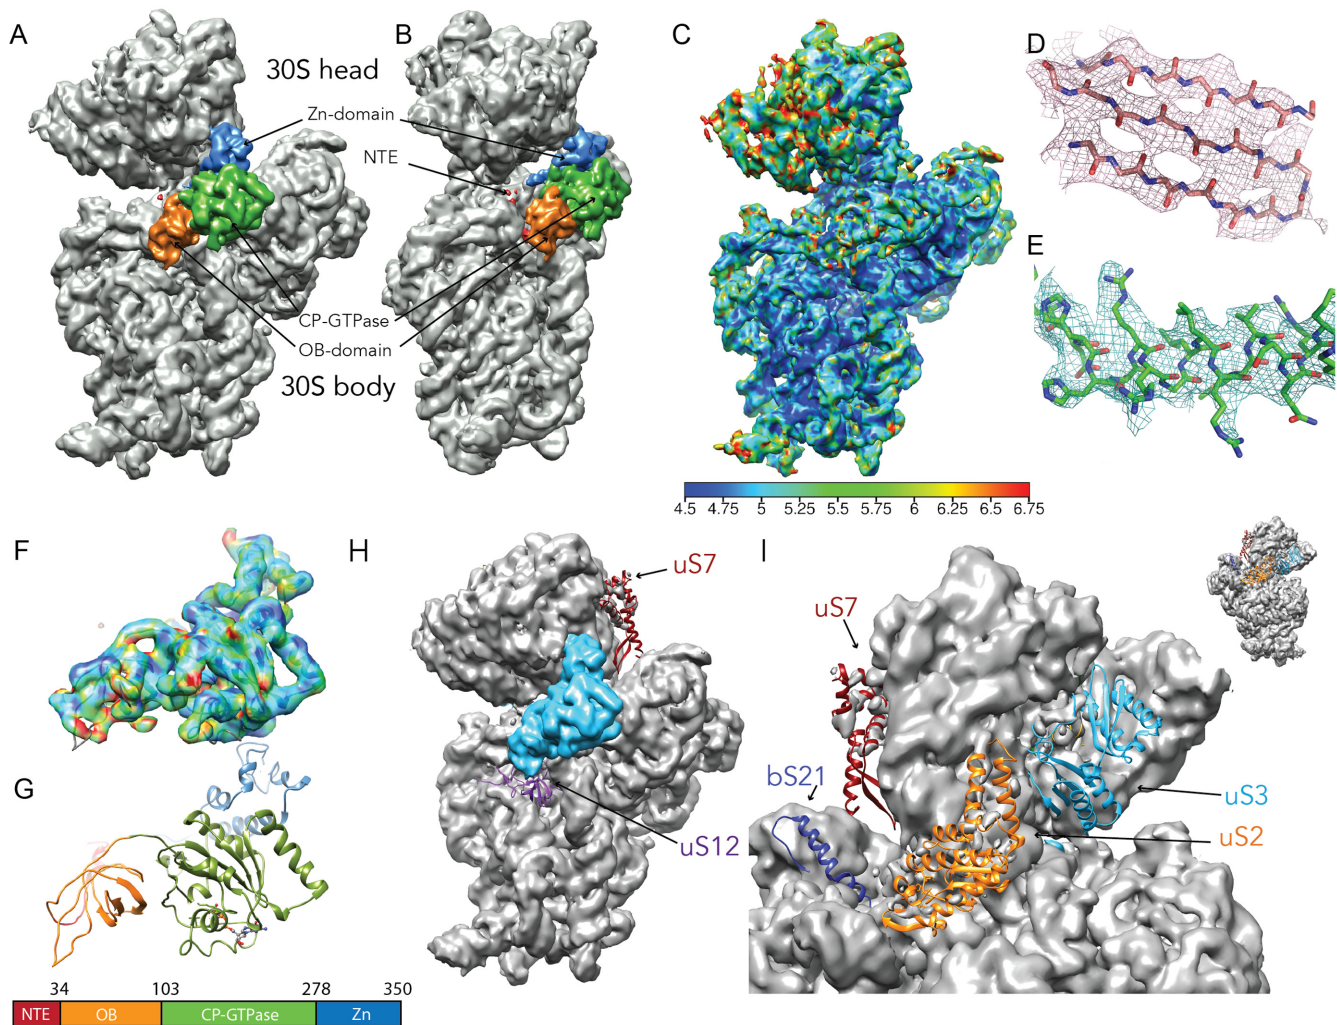 A
B
C
D
30S head
Zn-domain
NTE
E
CP-GTPase
OB-domain
30S body
4.5 4.75 5 5.25 5.5 5.75 6 6.25 6.5 6.75
F
H
I
uS7
uS7
bS21
uS3
G
uS2
uS12
34 103 278 350
NTE OB CP-GTPase Zn